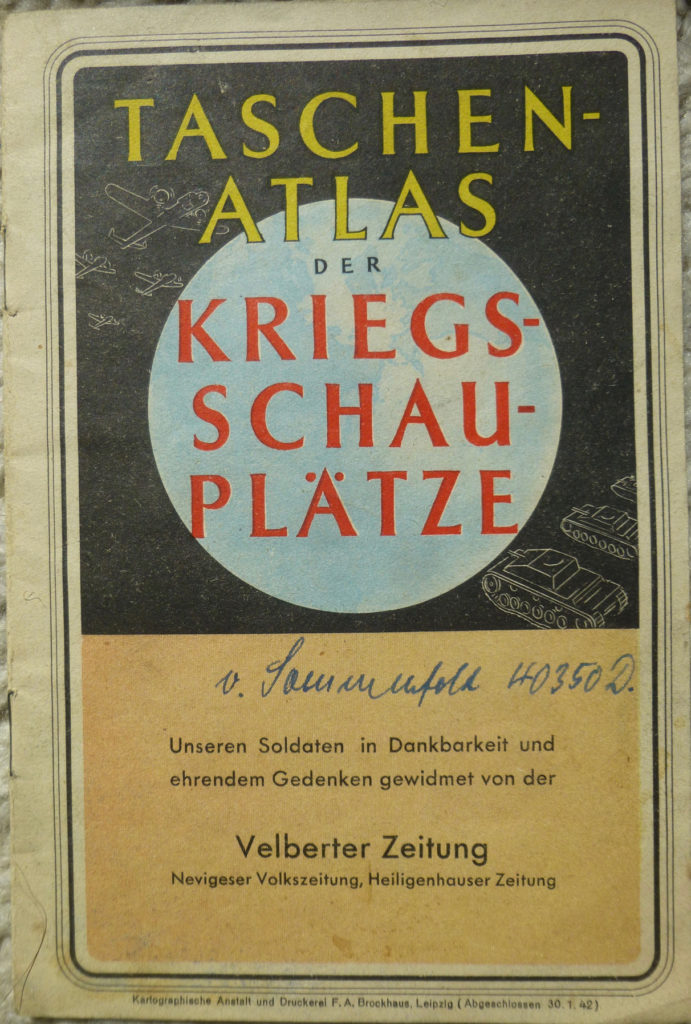 TASCHEN-
ATLAS
DER
KRIEGS-
SCHAU-
PLÄTZE
v. 40350 D.
Unseren Soldaten in Dankbarkeit und
ehrendem Gedenken gewidmet von der
Velberter Zeitung
Nevigeser Volkszeitung, Heiligenhauser Zeitung
Kartographische Anstalt und Druckerei F. A. Brockhaus, Leipzig (Abgeschlossen 30. 1. 42)